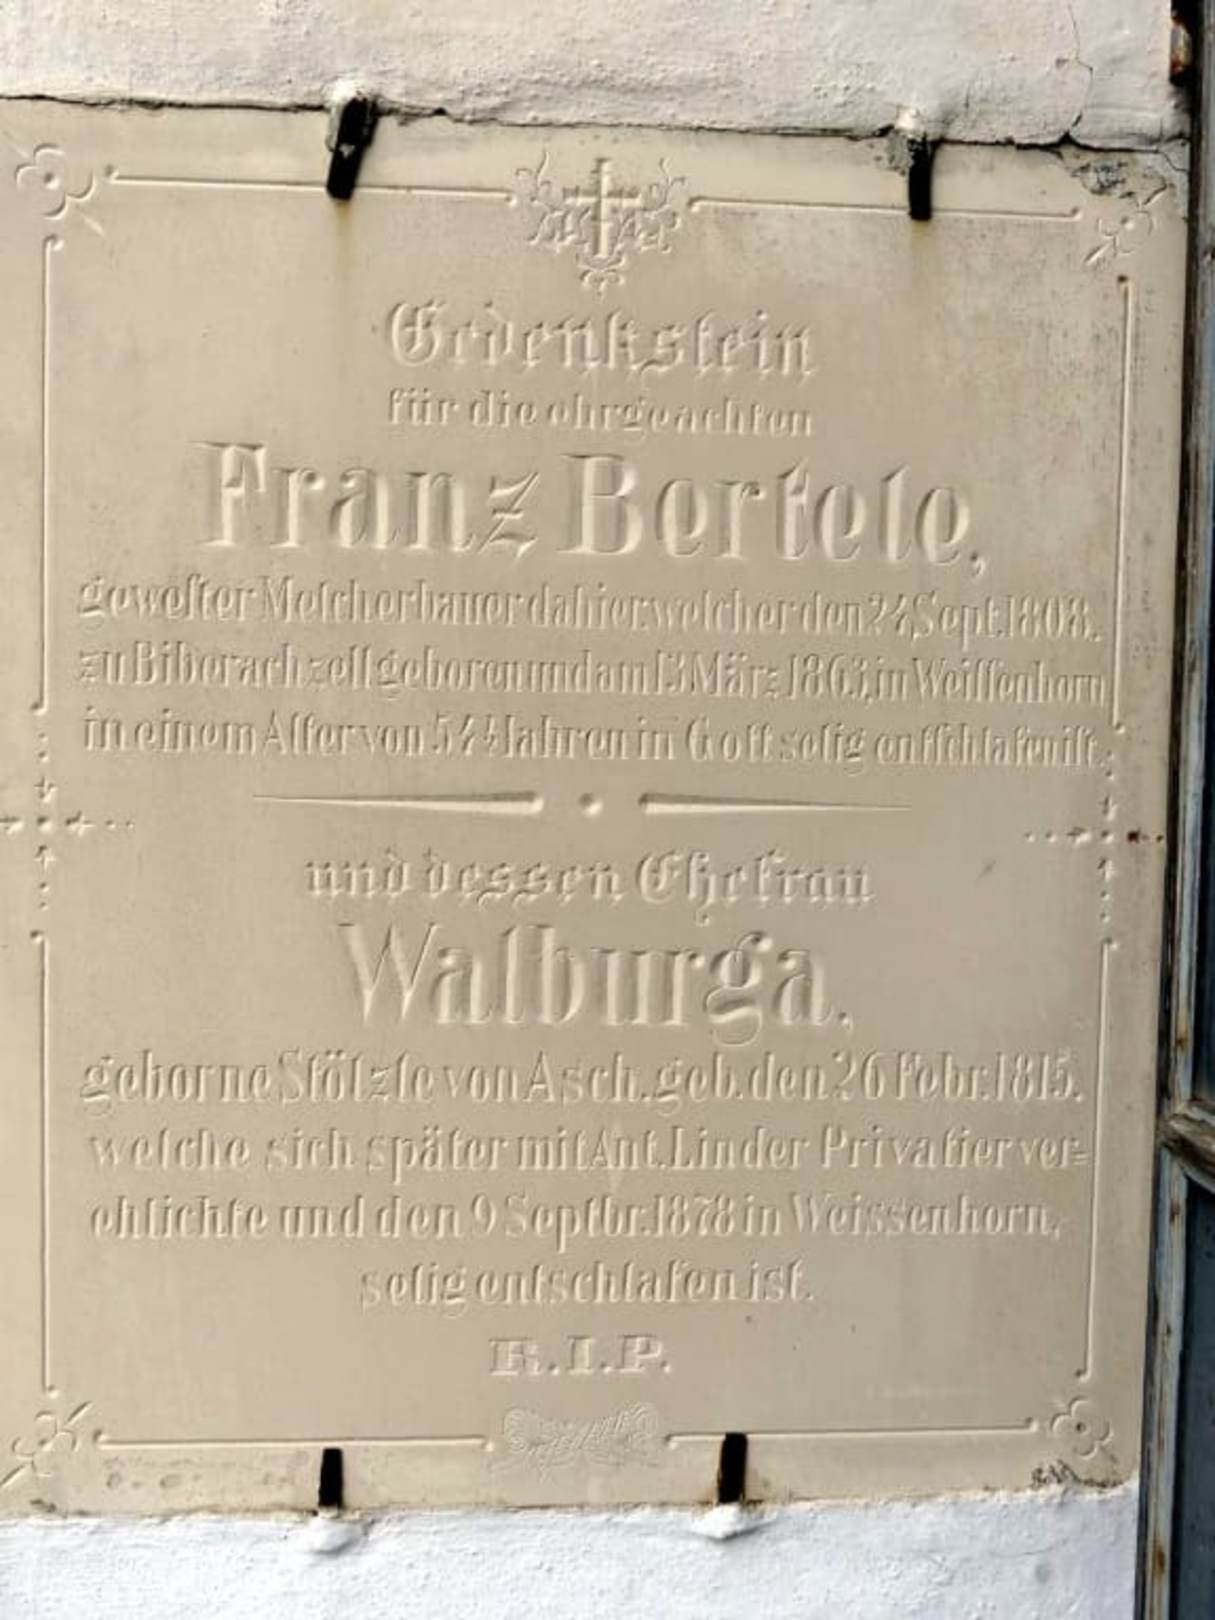 Gedenkstein
für die ehrgeachten
Franz Bertele,
gewester Melcherbauer dahier, welcher den 24 Sept. 1808.
zu Biberachzell geboren und am 13 März 1863, in Weissenhorn
in einem Alter von 54½ Jahren in Gott selig entschlafen ist.
und dessen Ehefrau
Walburga,
geborne Stölzle von Asch. geb. den 26 Febr. 1815.
welche sich später mit Ant. Linder Privatier ver=
ehlichte und den 9 Septbr. 1878 in Weissenhorn,
selig entschlafen ist.
R.I.P.